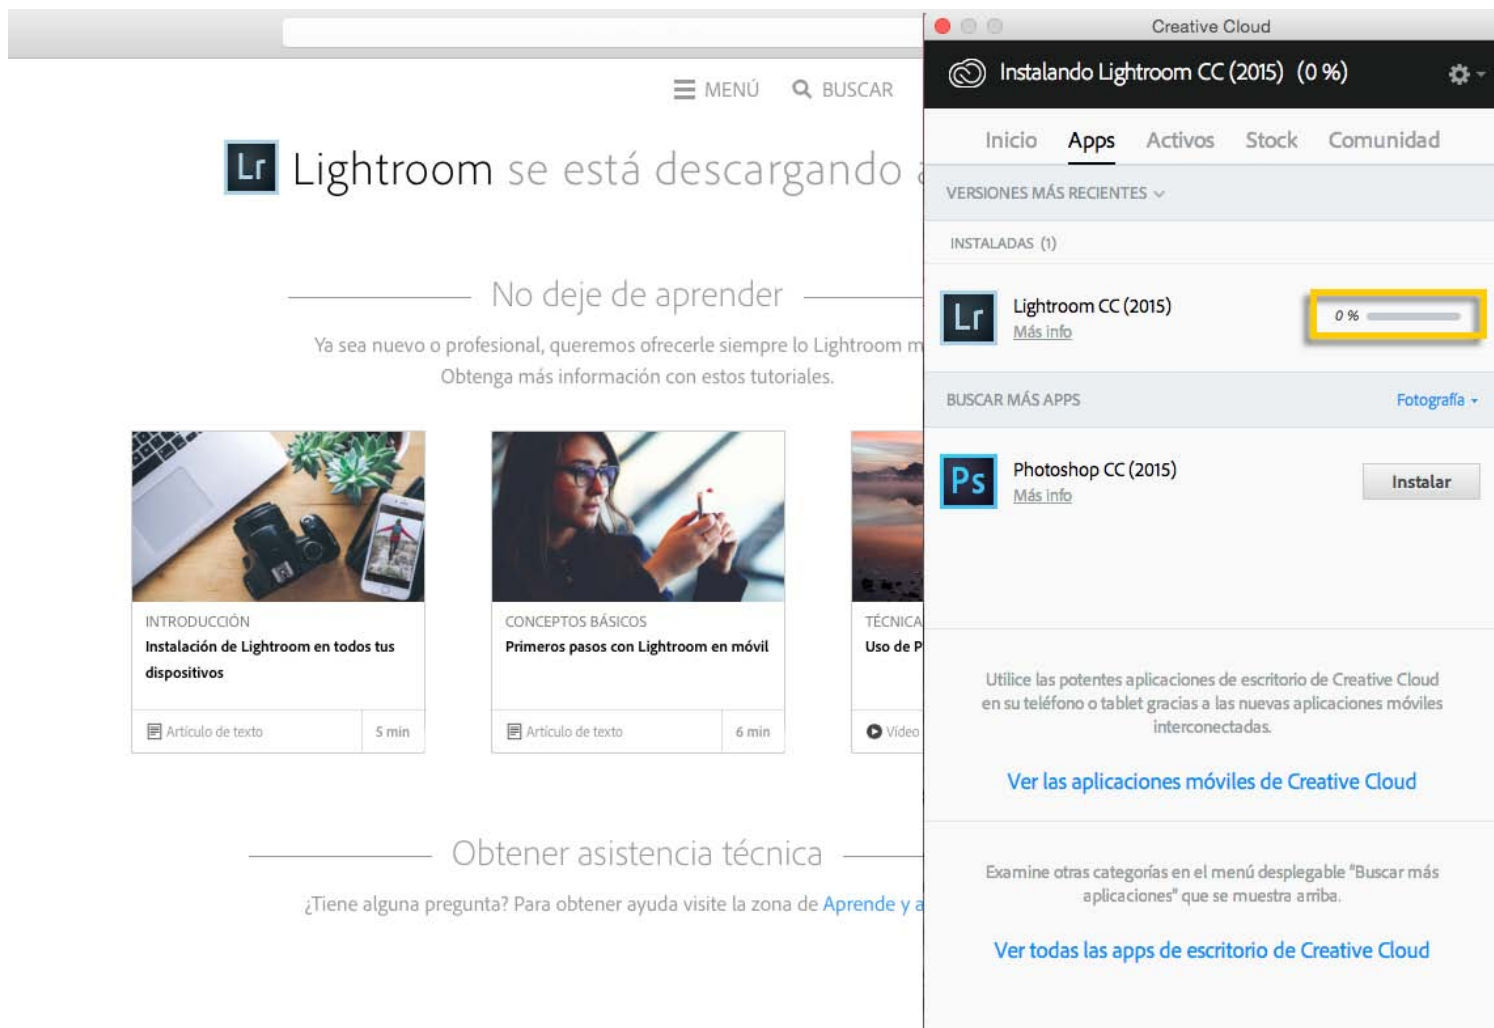 MENÚ
BUSCAR
Lr Lightroom se está descargando
No deje de aprender
Ya sea nuevo o profesional, queremos ofrecerle siempre lo Lightroom m
Obtenga más información con estos tutoriales.
INTRODUCCIÓN
Instalación de Lightroom en todos tus
dispositivos
Artículo de texto
5 min
CONCEPTOS BÁSICOS
Primeros pasos con Lightroom en móvil
Artículo de texto
6 min
TÉCNICA
Uso de P
Vídeo
Obtener asistencia técnica
¿Tiene alguna pregunta? Para obtener ayuda visite la zona de Aprende y a
Creative Cloud
Instalando Lightroom CC (2015) (0 %)
Inicio Apps Activos Stock Comunidad
VERSIONES MÁS RECIENTES
INSTALADAS (1)
Lr
Lightroom CC (2015)
Más info
0 %
BUSCAR MÁS APPS
Fotografía
Ps
Photoshop CC (2015)
Más info
Instalar
Utilice las potentes aplicaciones de escritorio de Creative Cloud
en su teléfono o tablet gracias a las nuevas aplicaciones móviles
interconectadas.
Ver las aplicaciones móviles de Creative Cloud
Examine otras categorías en el menú desplegable "Buscar más
aplicaciones" que se muestra arriba.
Ver todas las apps de escritorio de Creative Cloud